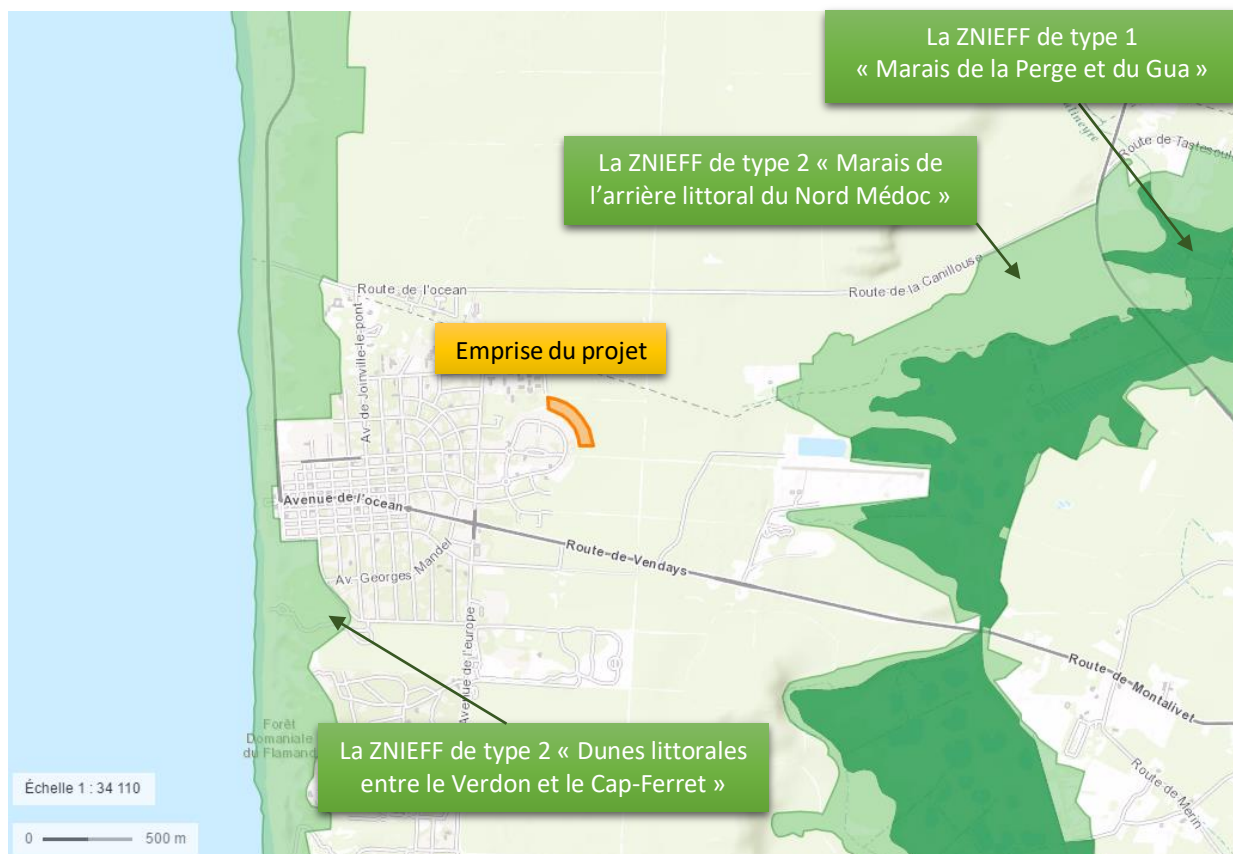 La ZNIEFF de type 1
« Marais de la Perge et du Gua »
Route de Tastesoule
La ZNIEFF de type 2 « Marais de
l’arrière littoral du Nord Médoc »
Route de l'ocean
Route de la Canillouse
Av de Joinville-le-pont
Emprise du projet
Avenue de l'ocean
Route de Vendays
Av Georges Mandel
Avenue de l'europe
Route de Montalivet
Route de Merin
Forêt
Domaniale
du Flamand
La ZNIEFF de type 2 « Dunes littorales
entre le Verdon et le Cap-Ferret »
Échelle 1 : 34 110
0 500 m